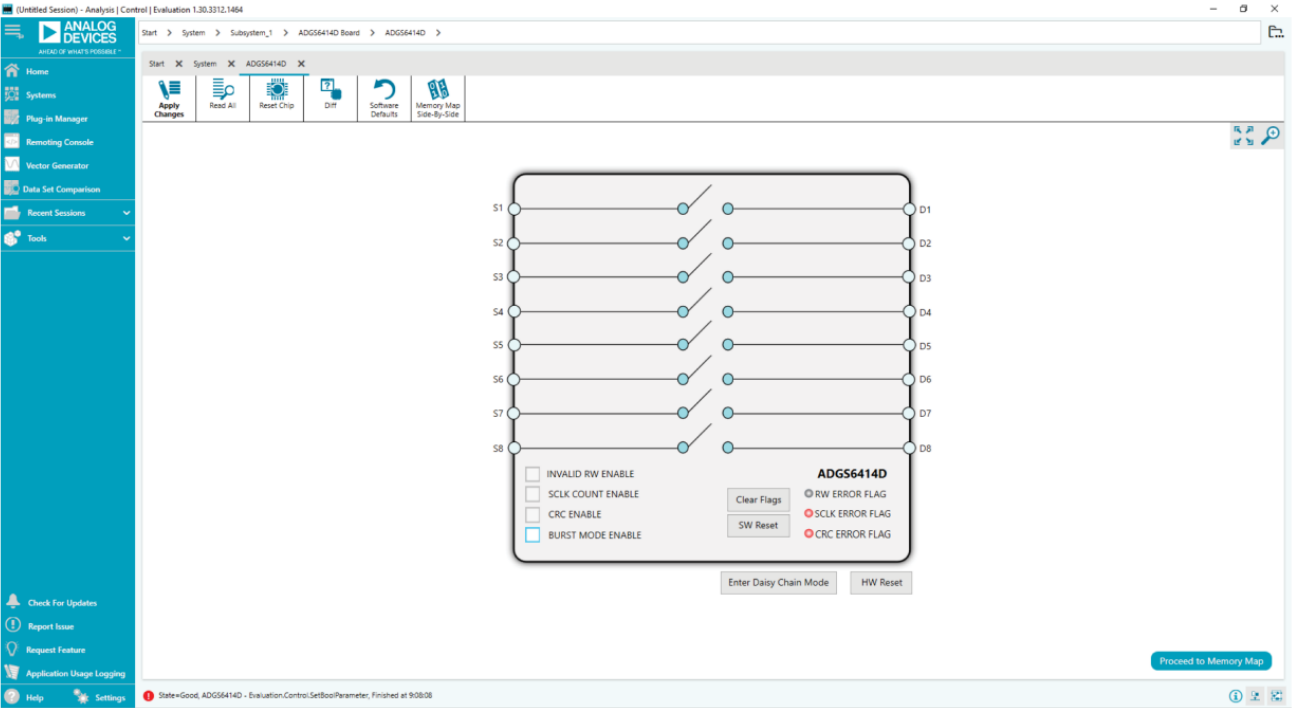 (Untitled Session) - Analysis | Control | Evaluation 1.30.3312.1464
ANALOG
DEVICES
AHEAD OF WHAT'S POSSIBLE ™
Start > System > Subsystem_1 > ADGS6414D Board > ADGS6414D >
Start X System X ADGS6414D X
Apply
Changes
Read All
Reset Chip
Diff
Software
Defaults
Memory Map
Side-By-Side
Home
Systems
Plug-in Manager
Remoting Console
Vector Generator
Data Set Comparison
Recent Sessions
Tools
S1 D1
S2 D2
S3 D3
S4 D4
S5 D5
S6 D6
S7 D7
S8 D8
INVALID RW ENABLE
SCLK COUNT ENABLE
CRC ENABLE
BURST MODE ENABLE
Clear Flags
SW Reset
ADGS6414D
RW ERROR FLAG
SCLK ERROR FLAG
CRC ERROR FLAG
Enter Daisy Chain Mode
HW Reset
Check For Updates
Report Issue
Request Feature
Application Usage Logging
Help Settings
Proceed to Memory Map
State=Good, ADGS6414D - Evaluation.Control.SetBoolParameter, Finished at 9:08:08